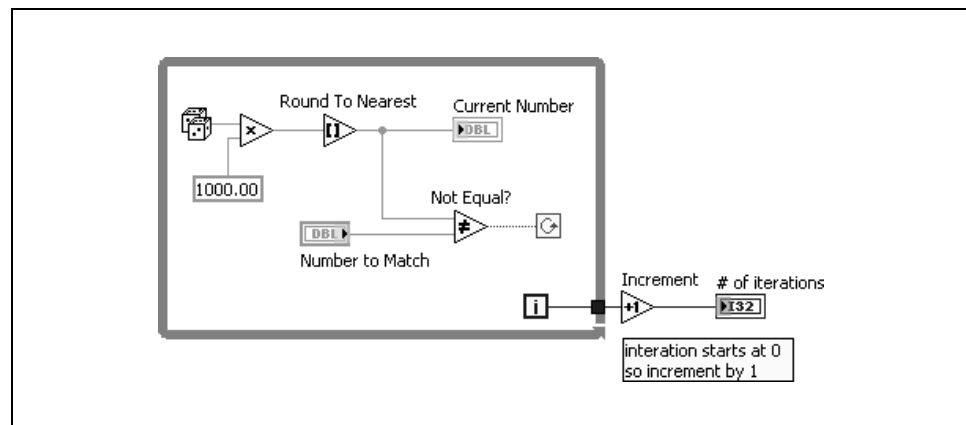 Round To Nearest
Current Number
×
[ ]
DBL
1000.00
Not Equal?
≠
DBL
Number to Match
Increment
# of iterations
i
+1
I32
interation starts at 0
so increment by 1